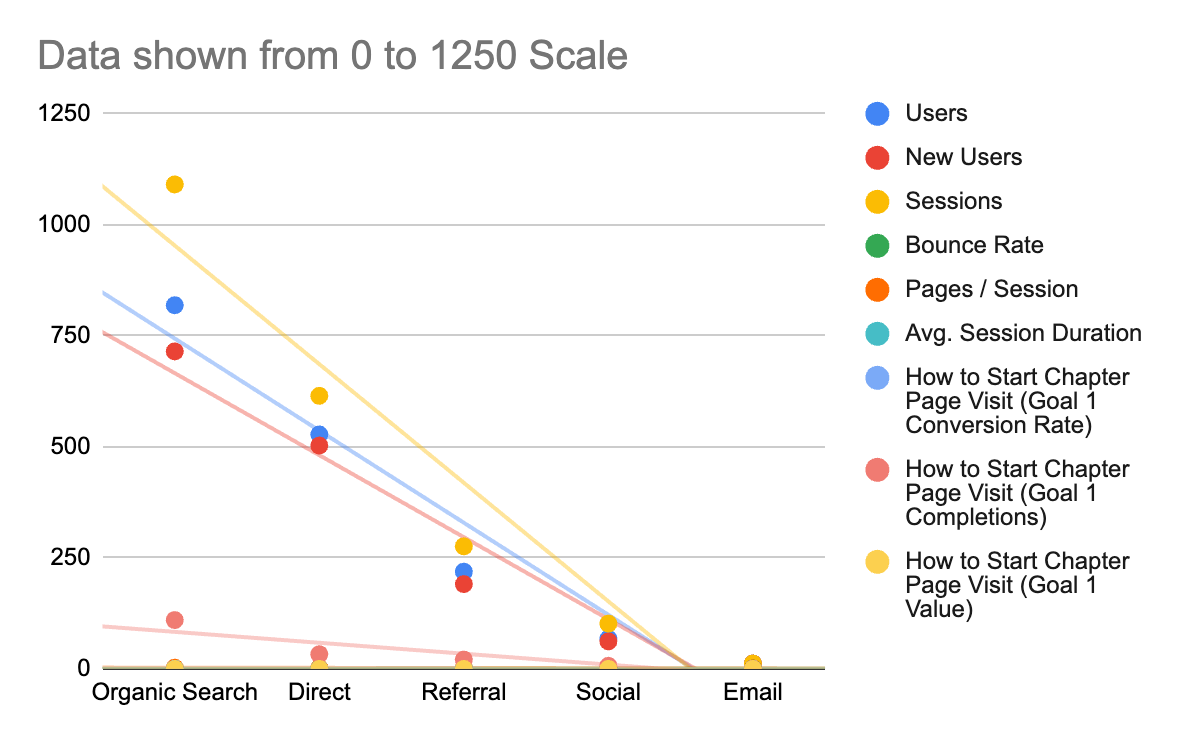 Data shown from 0 to 1250 Scale
1250
1000
750
500
250
0
Organic Search Direct Referral Social Email
Users
New Users
Sessions
Bounce Rate
Pages / Session
Avg. Session Duration
How to Start Chapter
Page Visit (Goal 1
Conversion Rate)
How to Start Chapter
Page Visit (Goal 1
Completions)
How to Start Chapter
Page Visit (Goal 1
Value)